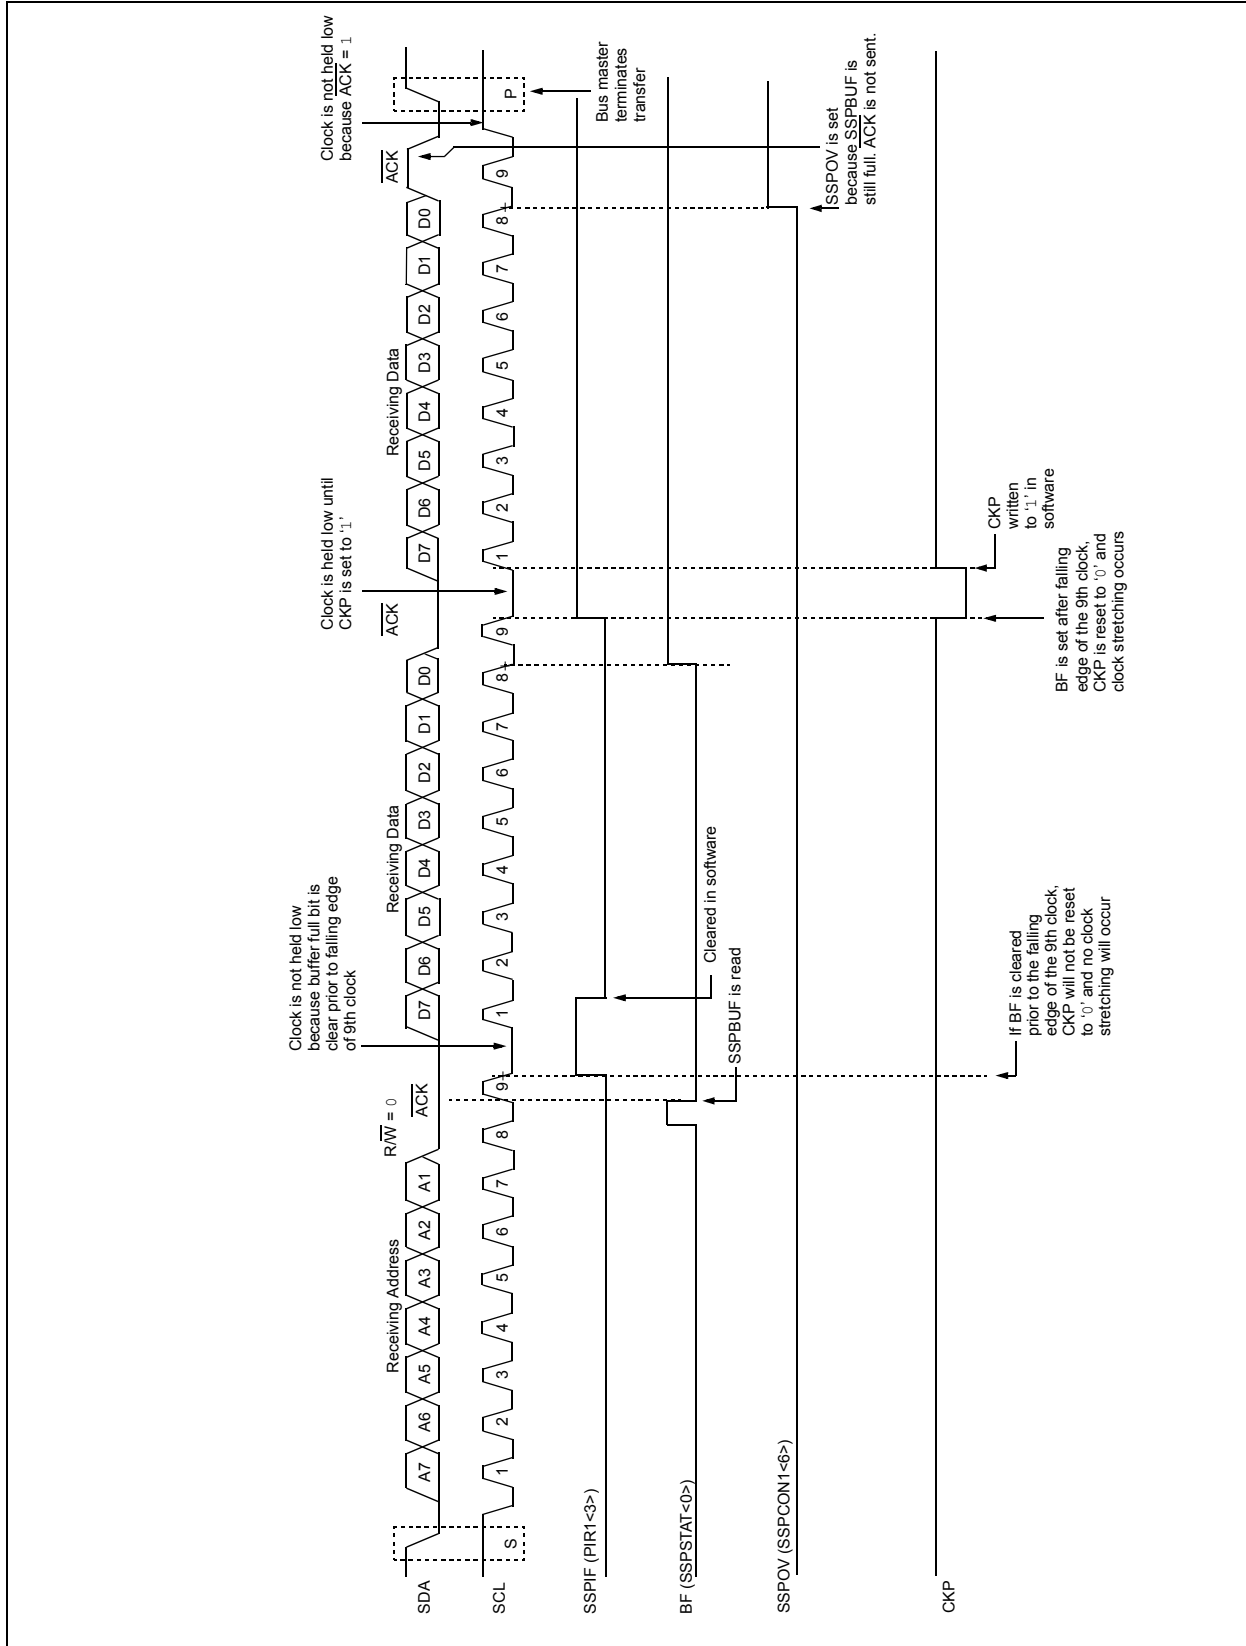 Clock is not held low
because buffer full bit is
clear prior to falling edge
of 9th clock
Clock is held low until
CKP is set to ‘1’
Clock is not held low
because ACK = 1
Receiving Address
R/W = 0
ACK
Receiving Data
ACK
Receiving Data
ACK
SDA
A7 A6 A5 A4 A3 A2 A1
D7 D6 D5 D4 D3 D2 D1 D0
D7 D6 D5 D4 D3 D2 D1 D0
SCL
S
1 2 3 4 5 6 7 8 9
1 2 3 4 5 6 7 8 9
1 2 3 4 5 6 7 8 9
P
SSPIF (PIR1<3>)
Cleared in software
Bus master
terminates
transfer
BF (SSPSTAT<0>)
SSPBUF is read
SSPOV (SSPCON1<6>)
SSPOV is set
because SSPBUF is
still full. ACK is not sent.
CKP
CKP
written
to ‘1’ in
software
If BF is cleared
prior to the falling
edge of the 9th clock,
CKP will not be reset
to ‘0’ and no clock
stretching will occur
BF is set after falling
edge of the 9th clock,
CKP is reset to ‘0’ and
clock stretching occurs